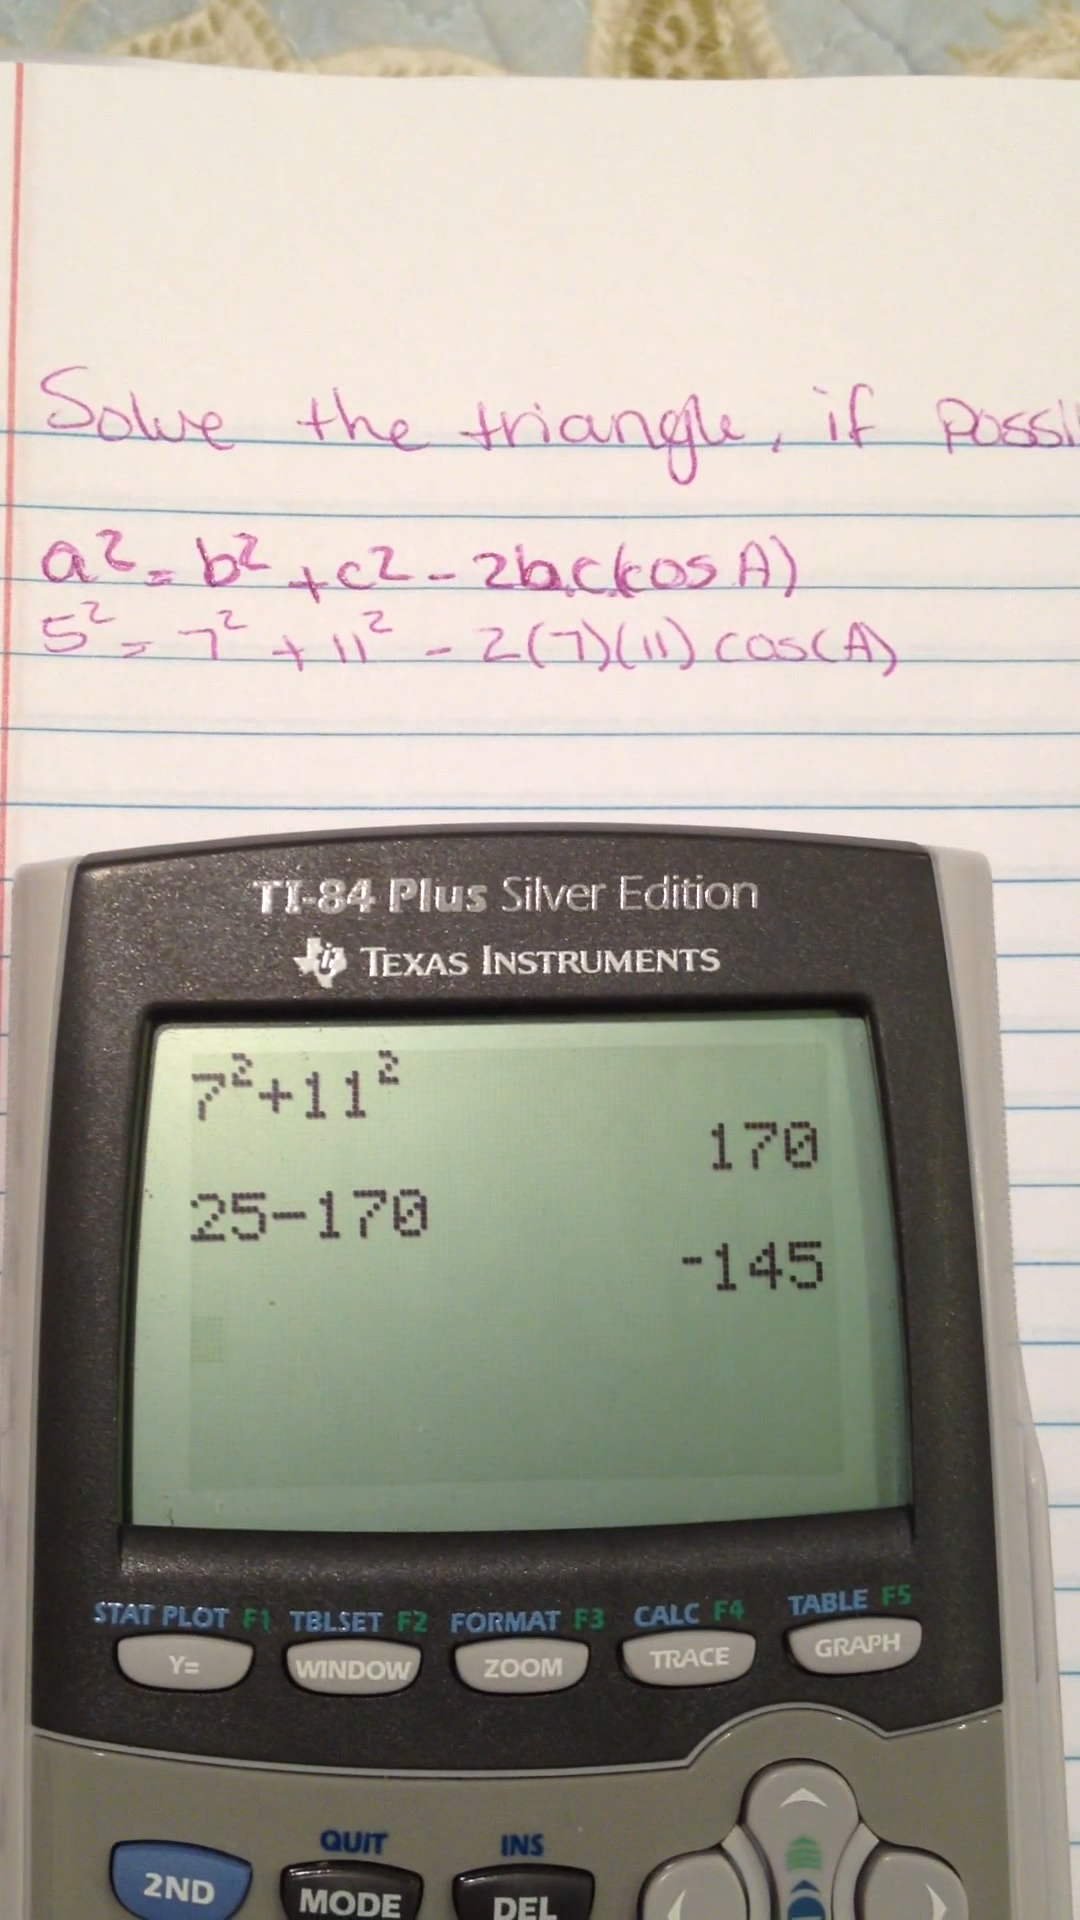 Solve the triangle, if possi
a² = b² + c² - 2bc(cos A)
5² = 7² + 11² - 2(7)(11) cos(A)
TI-84 Plus Silver Edition
TEXAS INSTRUMENTS
7²+11²
170
25-170
-145
STAT PLOT F1 TBLSET F2 FORMAT F3 CALC F4 TABLE F5
Y= WINDOW ZOOM TRACE GRAPH
QUIT INS
2ND MODE DEL